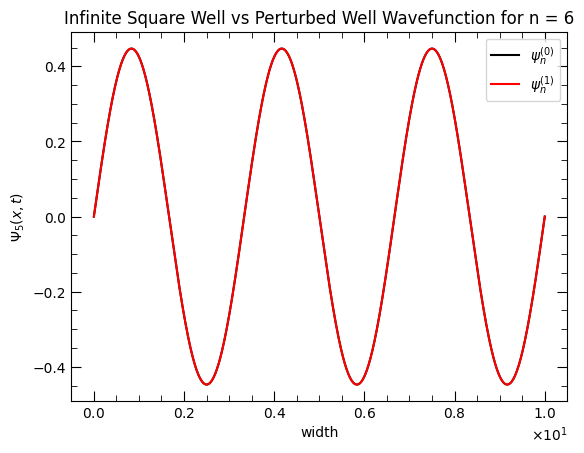 Infinite Square Well vs Perturbed Well Wavefunction for n = 6
ψₙ⁽⁰⁾
ψₙ⁽¹⁾
Ψ₅(x, t)
0.4
0.2
0.0
−0.2
−0.4
0.0 0.2 0.4 0.6 0.8 1.0
width
×10¹